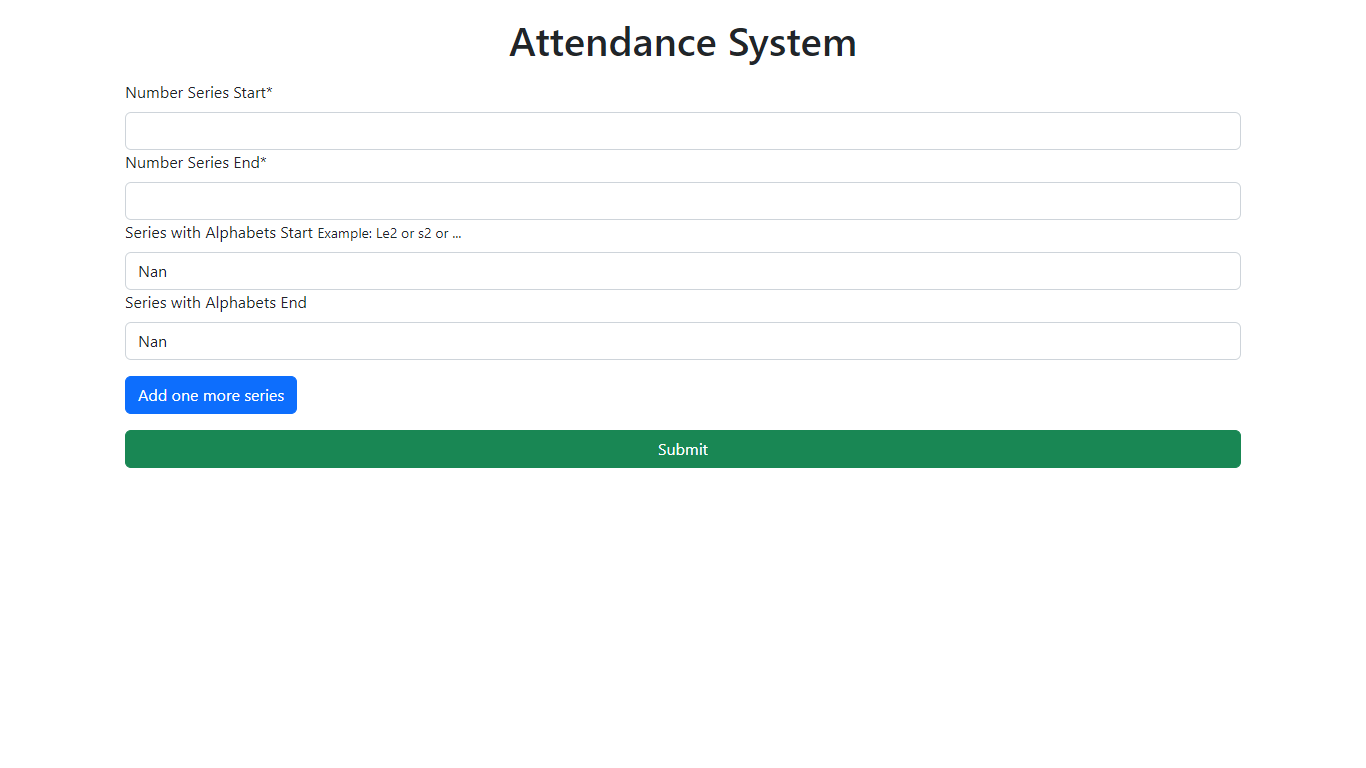 Attendance System
Number Series Start*
Number Series End*
Series with Alphabets Start Example: Le2 or s2 or ...
Nan
Series with Alphabets End
Nan
Add one more series
Submit